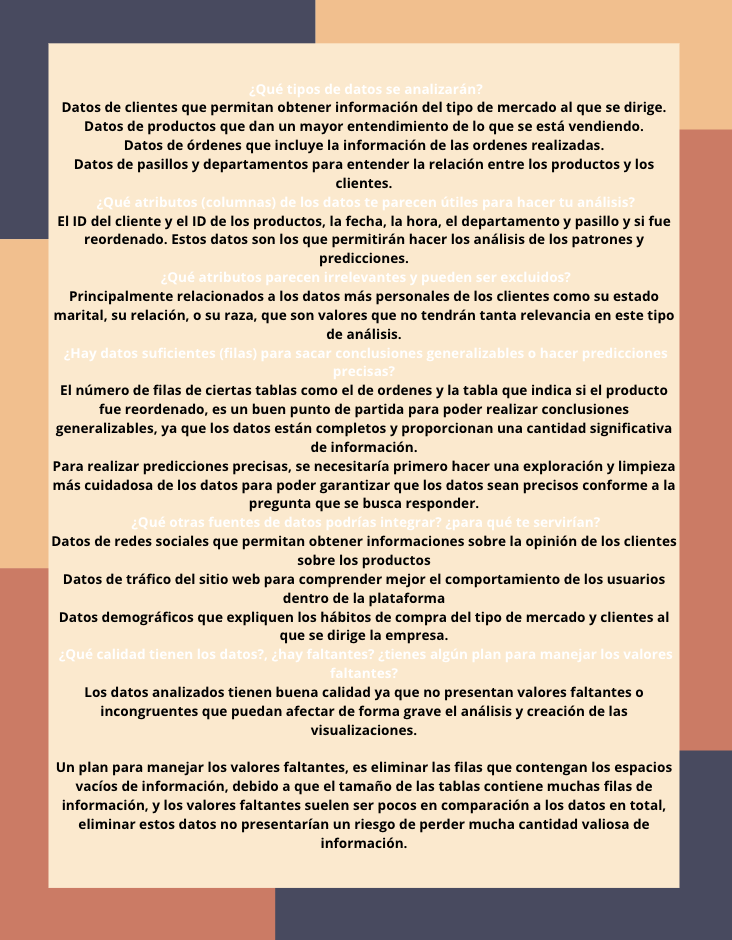 ¿Qué tipos de datos se analizarán?
Datos de clientes que permitan obtener información del tipo de mercado al que se dirige.
Datos de productos que dan un mayor entendimiento de lo que se está vendiendo.
Datos de órdenes que incluye la información de las ordenes realizadas.
Datos de pasillos y departamentos para entender la relación entre los productos y los
clientes.
¿Qué atributos (columnas) de los datos te parecen útiles para hacer tu análisis?
El ID del cliente y el ID de los productos, la fecha, la hora, el departamento y pasillo y si fue
reordenado. Estos datos son los que permitirán hacer los análisis de los patrones y
predicciones.
¿Qué atributos parecen irrelevantes y pueden ser excluidos?
Principalmente relacionados a los datos más personales de los clientes como su estado
marital, su relación, o su raza, que son valores que no tendrán tanta relevancia en este tipo
de análisis.
¿Hay datos suficientes (filas) para sacar conclusiones generalizables o hacer predicciones
precisas?
El número de filas de ciertas tablas como el de ordenes y la tabla que indica si el producto
fue reordenado, es un buen punto de partida para poder realizar conclusiones
generalizables, ya que los datos están completos y proporcionan una cantidad significativa
de información.
Para realizar predicciones precisas, se necesitaría primero hacer una exploración y limpieza
más cuidadosa de los datos para poder garantizar que los datos sean precisos conforme a la
pregunta que se busca responder.
¿Qué otras fuentes de datos podrías integrar? ¿para qué te servirían?
Datos de redes sociales que permitan obtener informaciones sobre la opinión de los clientes
sobre los productos
Datos de tráfico del sitio web para comprender mejor el comportamiento de los usuarios
dentro de la plataforma
Datos demográficos que expliquen los hábitos de compra del tipo de mercado y clientes al
que se dirige la empresa.
¿Qué calidad tienen los datos?, ¿hay faltantes? ¿tienes algún plan para manejar los valores
faltantes?
Los datos analizados tienen buena calidad ya que no presentan valores faltantes o
incongruentes que puedan afectar de forma grave el análisis y creación de las
visualizaciones.
Un plan para manejar los valores faltantes, es eliminar las filas que contengan los espacios
vacíos de información, debido a que el tamaño de las tablas contiene muchas filas de
información, y los valores faltantes suelen ser pocos en comparación a los datos en total,
eliminar estos datos no presentarían un riesgo de perder mucha cantidad valiosa de
información.